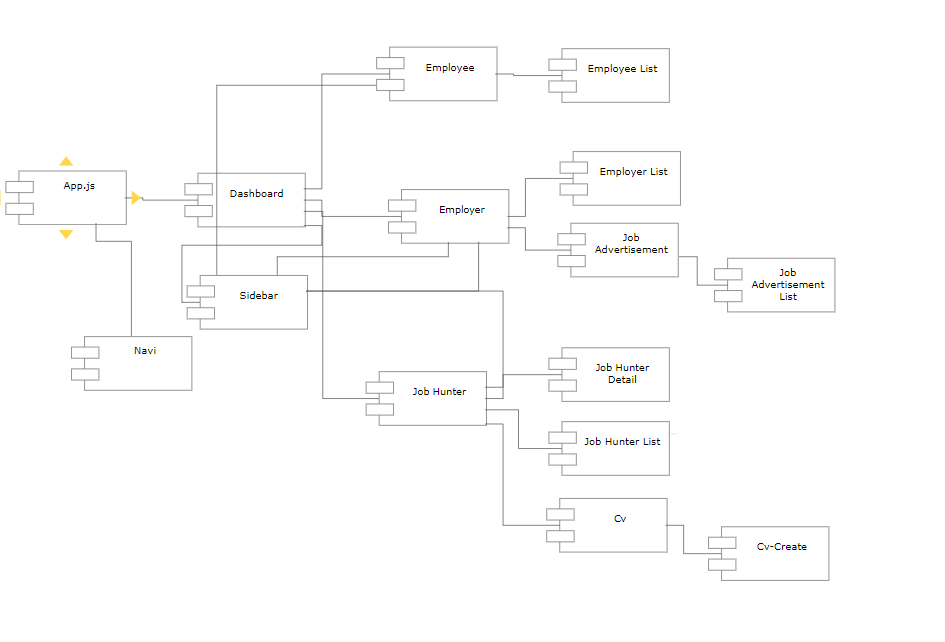 Employee
Employee List
Employer List
App.js
Dashboard
Employer
Job
Advertisement
Job
Advertisement
List
Sidebar
Navi
Job Hunter
Job Hunter
Detail
Job Hunter List
Cv
Cv-Create